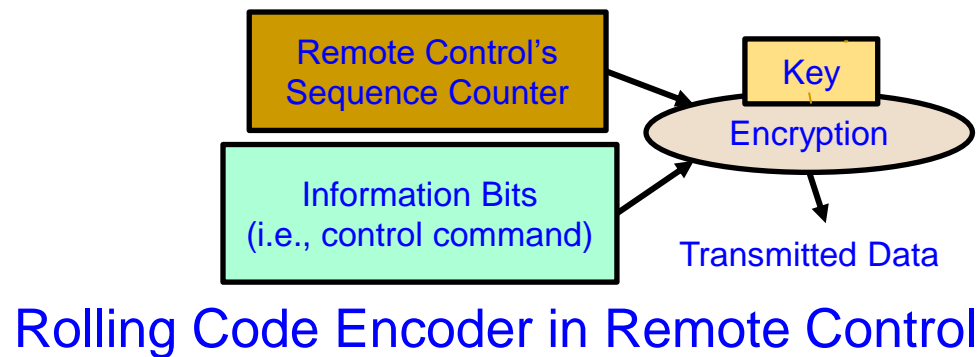 Remote Control's
Sequence Counter
Key
Encryption
Information Bits
(i.e., control command)
Transmitted Data
Rolling Code Encoder in Remote Control